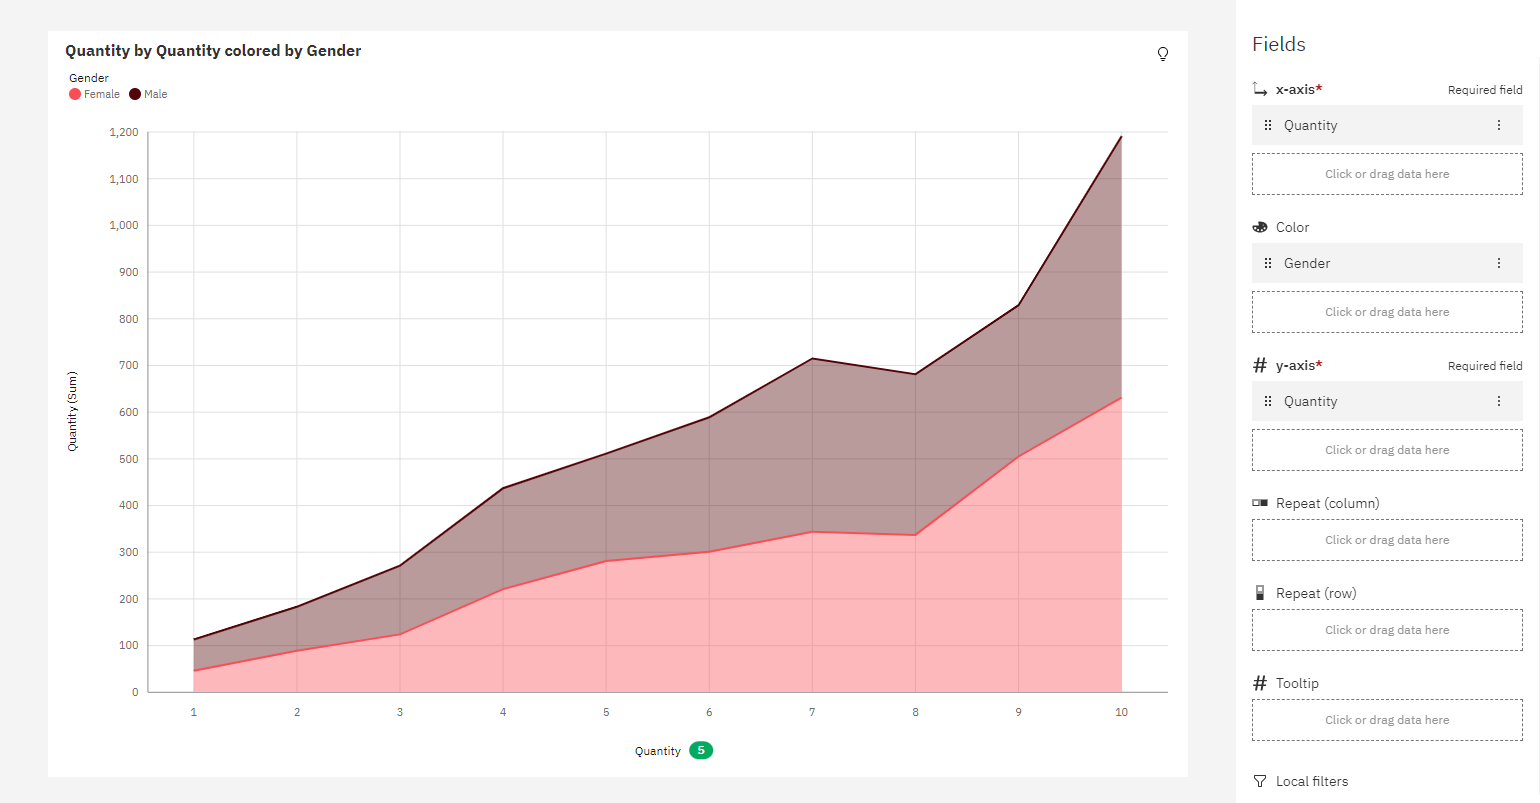 Quantity by Quantity colored by Gender
Gender
Female Male
1,200
1,100
1,000
900
800
700
600
500
400
300
200
100
0
Quantity (Sum)
1 2 3 4 5 6 7 8 9 10
Quantity 5
Fields
x-axis* Required field
Quantity
Click or drag data here
Color
Gender
Click or drag data here
y-axis* Required field
Quantity
Click or drag data here
Repeat (column)
Click or drag data here
Repeat (row)
Click or drag data here
Tooltip
Click or drag data here
Local filters